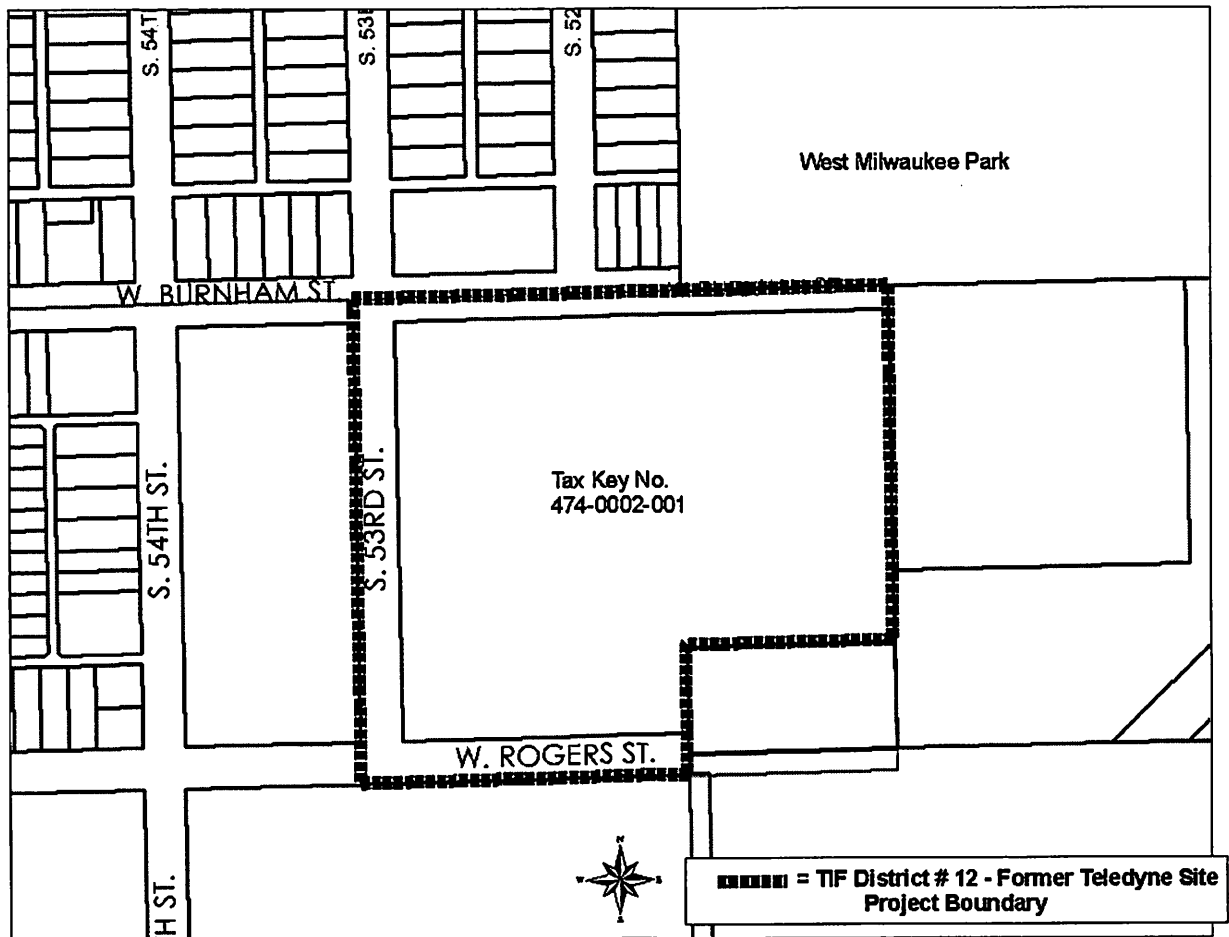 S. 54T
S. 53
S. 52
West Milwaukee Park
W. BURNHAM ST.
Tax Key No.
474-0002-001
S. 54TH ST.
S. 53RD ST.
W. ROGERS ST.
N
W
E
S
= TIF District # 12 - Former Teledyne Site
Project Boundary
H ST.